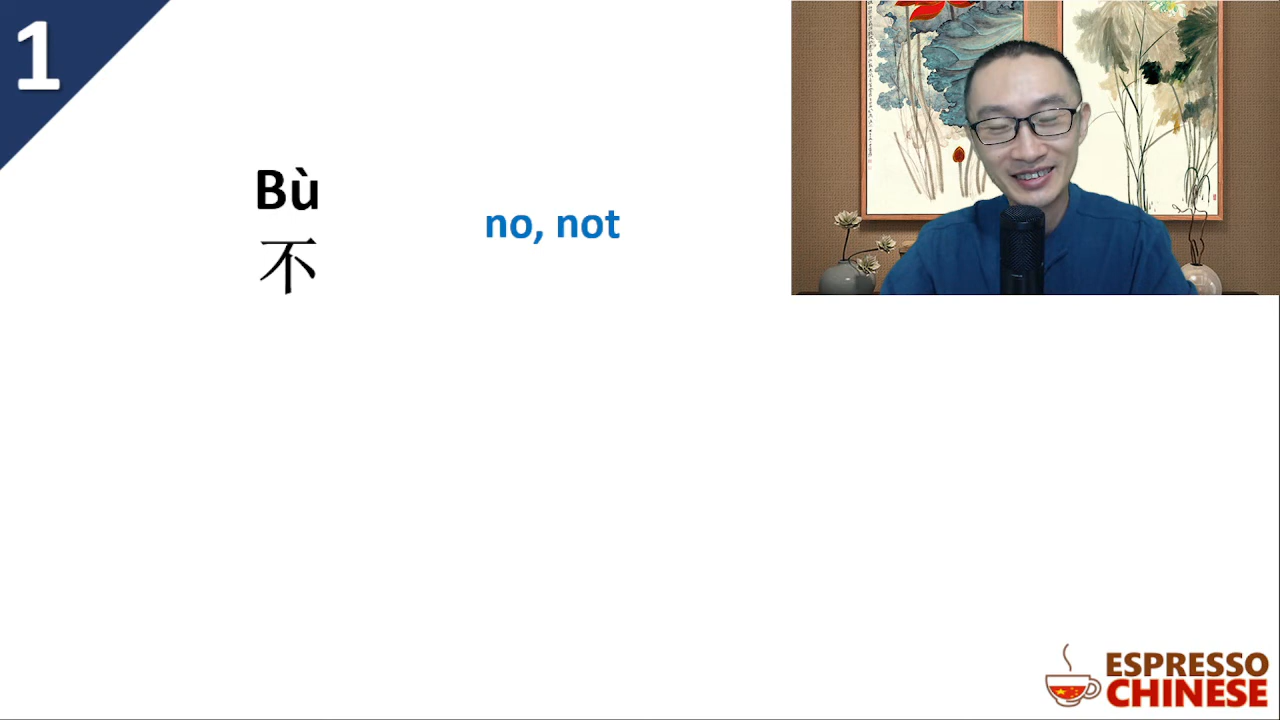 1
Bù
不
no, not
ESPRESSO
CHINESE